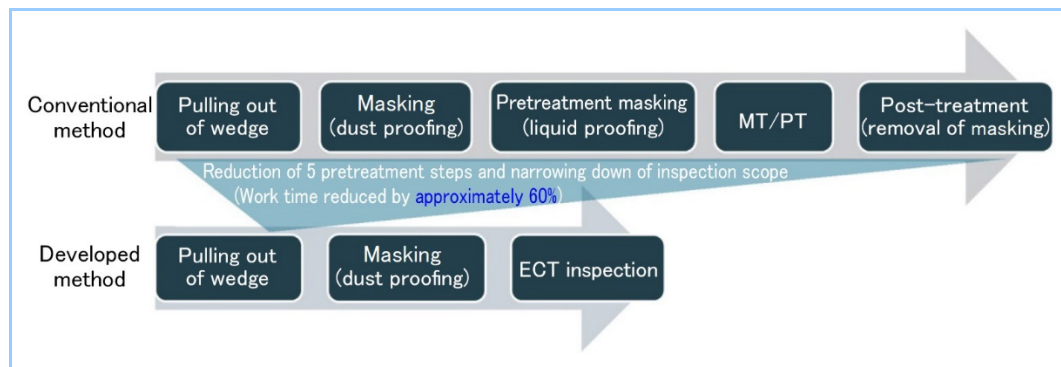 Conventional
method
Pulling out
of wedge
Masking
(dust proofing)
Pretreatment masking
(liquid proofing)
MT/PT
Post-treatment
(removal of masking)
Reduction of 5 pretreatment steps and narrowing down of inspection scope
(Work time reduced by approximately 60%)
Developed
method
Pulling out
of wedge
Masking
(dust proofing)
ECT inspection